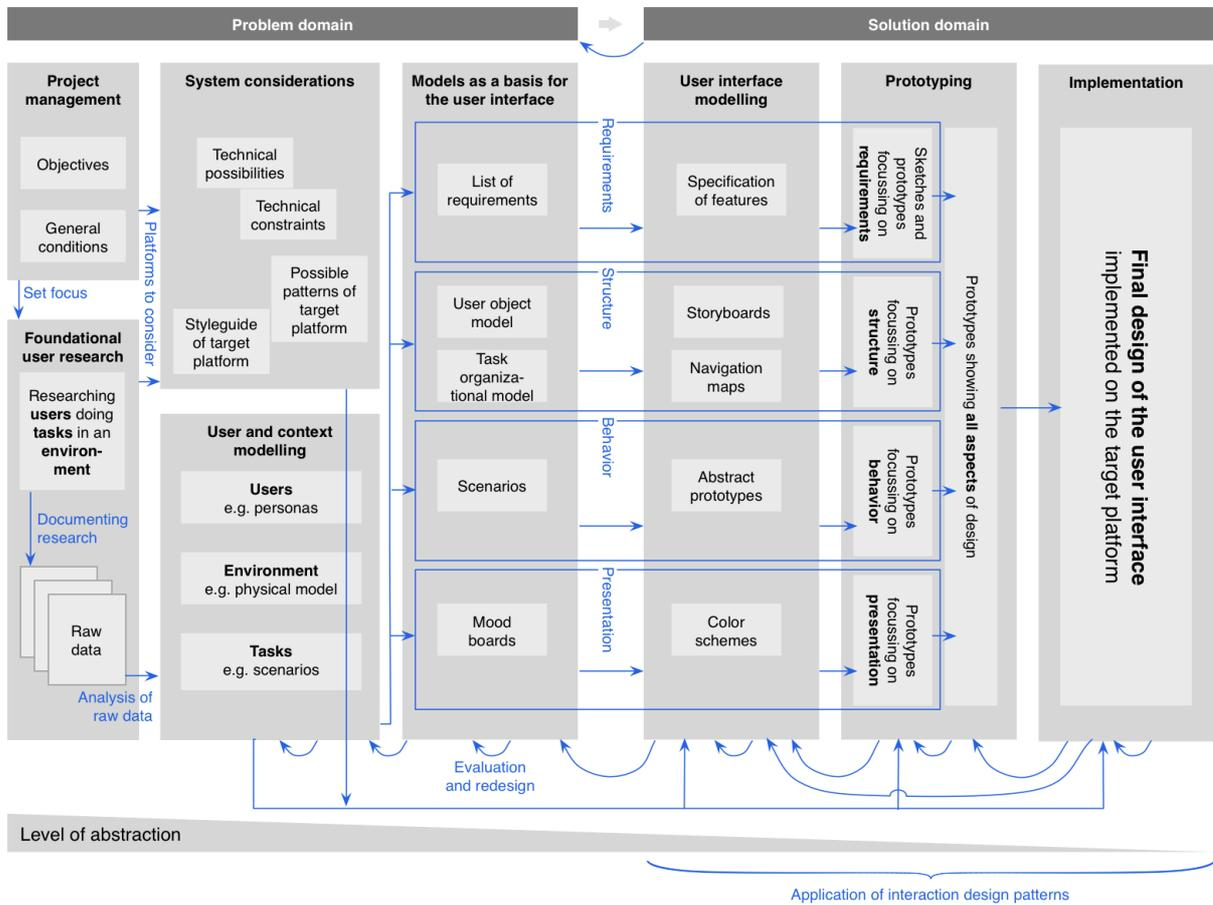 Problem domain
Solution domain
Project
management
Objectives
General
conditions
Set focus
Platforms to consider
Foundational
user research
Researching
users doing
tasks in an
environ-
ment
Documenting
research
Raw
data
Analysis of
raw data
System considerations
Technical
possibilities
Technical
constraints
Possible
patterns of
target
platform
Styleguide
of target
platform
User and context
modelling
Users
e.g. personas
Environment
e.g. physical model
Tasks
e.g. scenarios
Models as a basis for
the user interface
List of
requirements
User object
model
Task
organiza-
tional model
Scenarios
Mood
boards
Requirements
Structure
Behavior
Presentation
User interface
modelling
Specification
of features
Storyboards
Navigation
maps
Abstract
prototypes
Color
schemes
Prototyping
Sketches and
prototypes
focussing on
requirements
Prototypes
focussing on
structure
Prototypes
focussing on
behavior
Prototypes
focussing on
presentation
Prototypes showing all aspects of design
Implementation
Final design of the user interface
implemented on the target platform
Evaluation
and redesign
Level of abstraction
Application of interaction design patterns